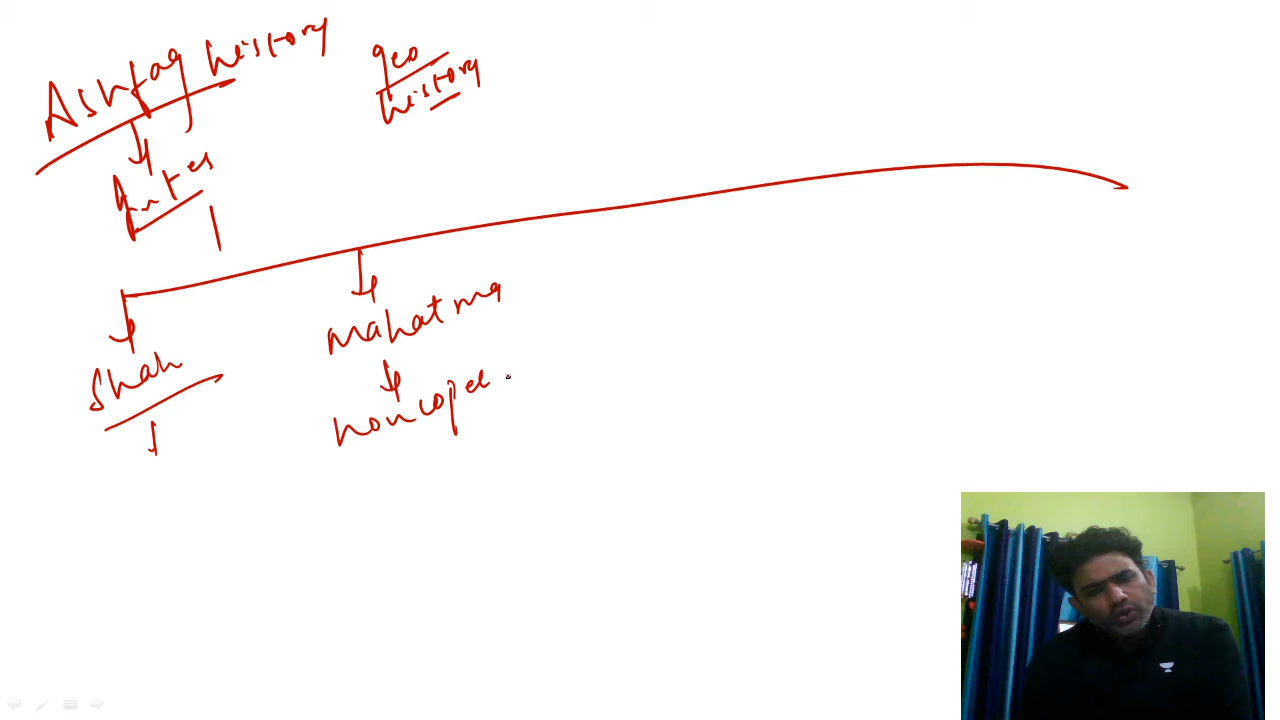 Ashfaq history
geo
history
Shah
mahatma
noncope